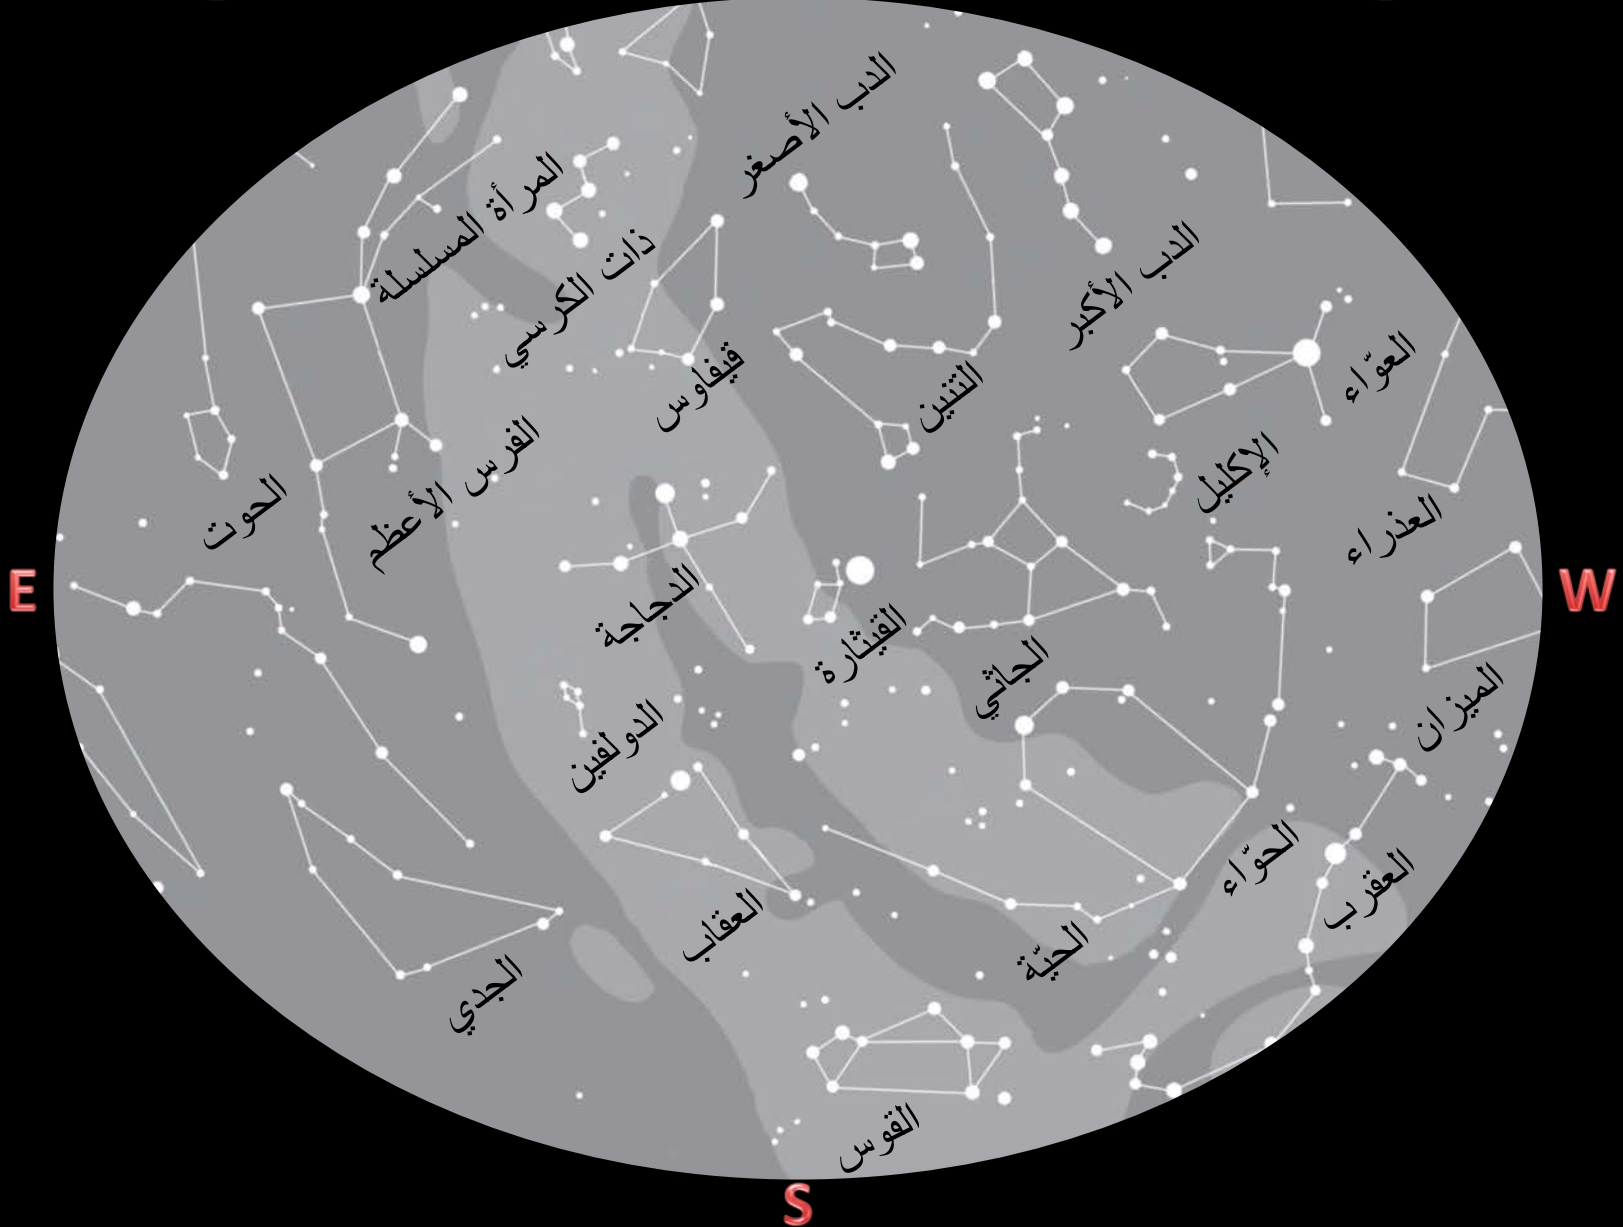 الدب الأصغر
المرأة المسلسلة
ذات الكرسي
الدب الأكبر
قيفاوس
التنين
العوّاء
الفرس الأعظم
الإكليل
الحوت
العذراء
E
W
الدجاجة
القيثارة
الجاثي
الميزان
الدولفين
الحوّاء
العقرب
العقاب
الحيّة
الجدي
القوس
S